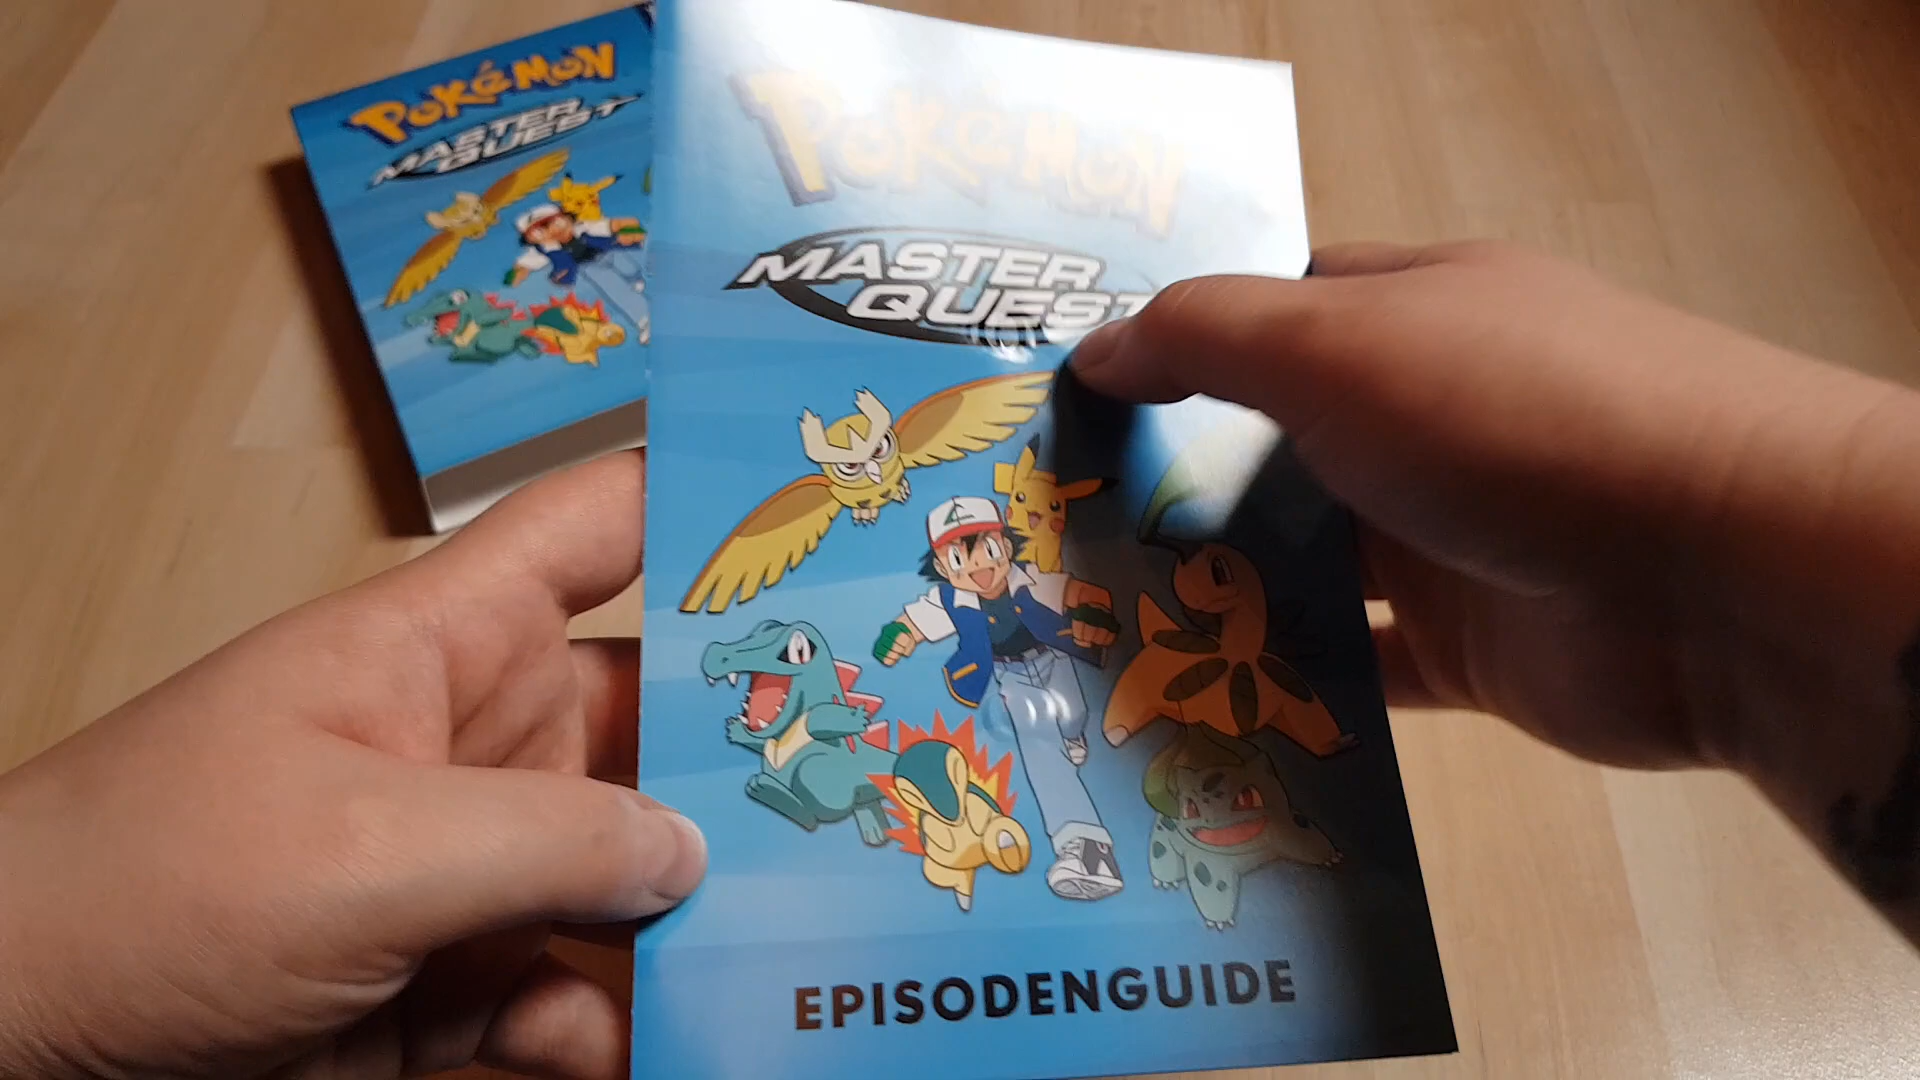 Pokémon
MASTER
QUEST
Pokémon
MASTER
QUEST
EPISODENGUIDE